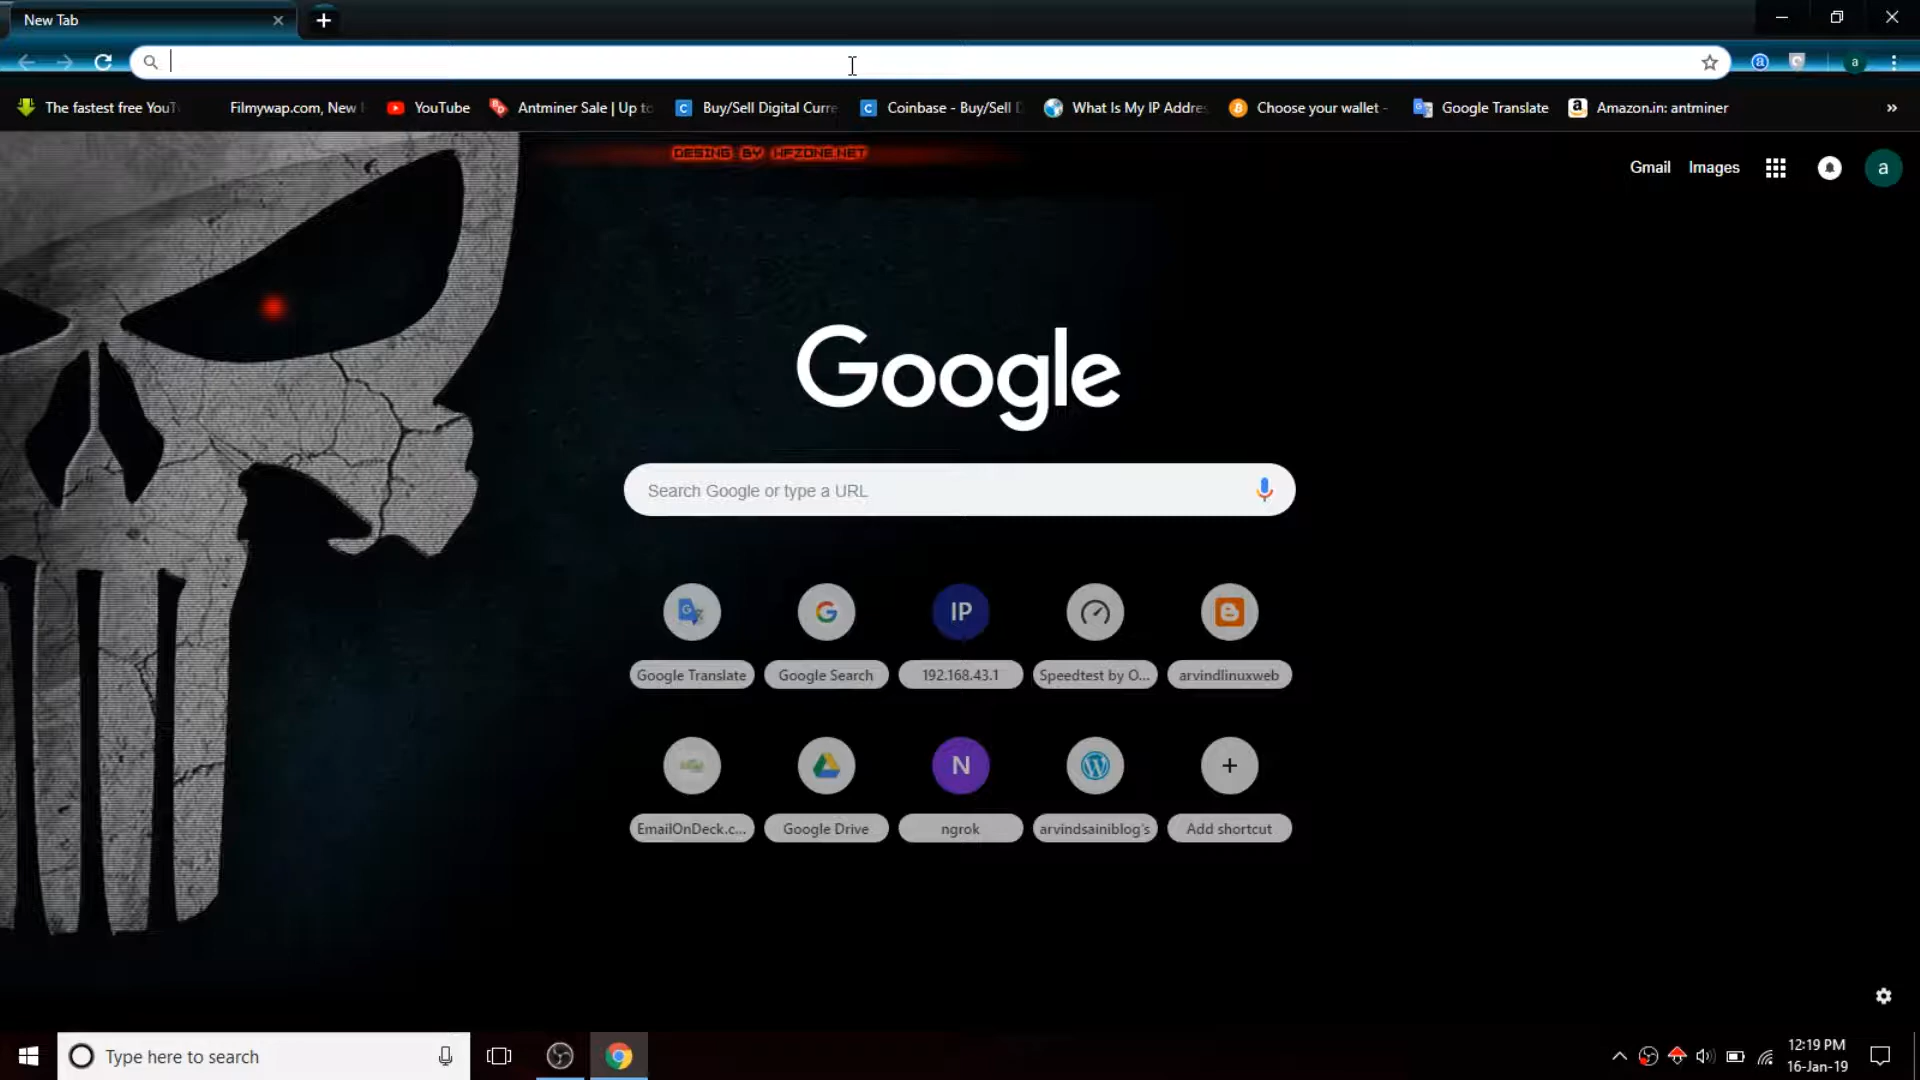 New Tab
The fastest free YouT
Filmywap.com, New
YouTube
Antminer Sale | Up to
Buy/Sell Digital Curre
Coinbase - Buy/Sell D
What Is My IP Addres
Choose your wallet -
Google Translate
Amazon.in: antminer
»
DESING BY WFZONE.NET
Gmail
Images
a
Google
Search Google or type a URL
IP
Google Translate
Google Search
192.168.43.1
Speedtest by O...
arvindlinuxweb
N
EmailOnDeck.c...
Google Drive
ngrok
arvindsainiblog's
Add shortcut
Type here to search
12:19 PM
16-Jan-19